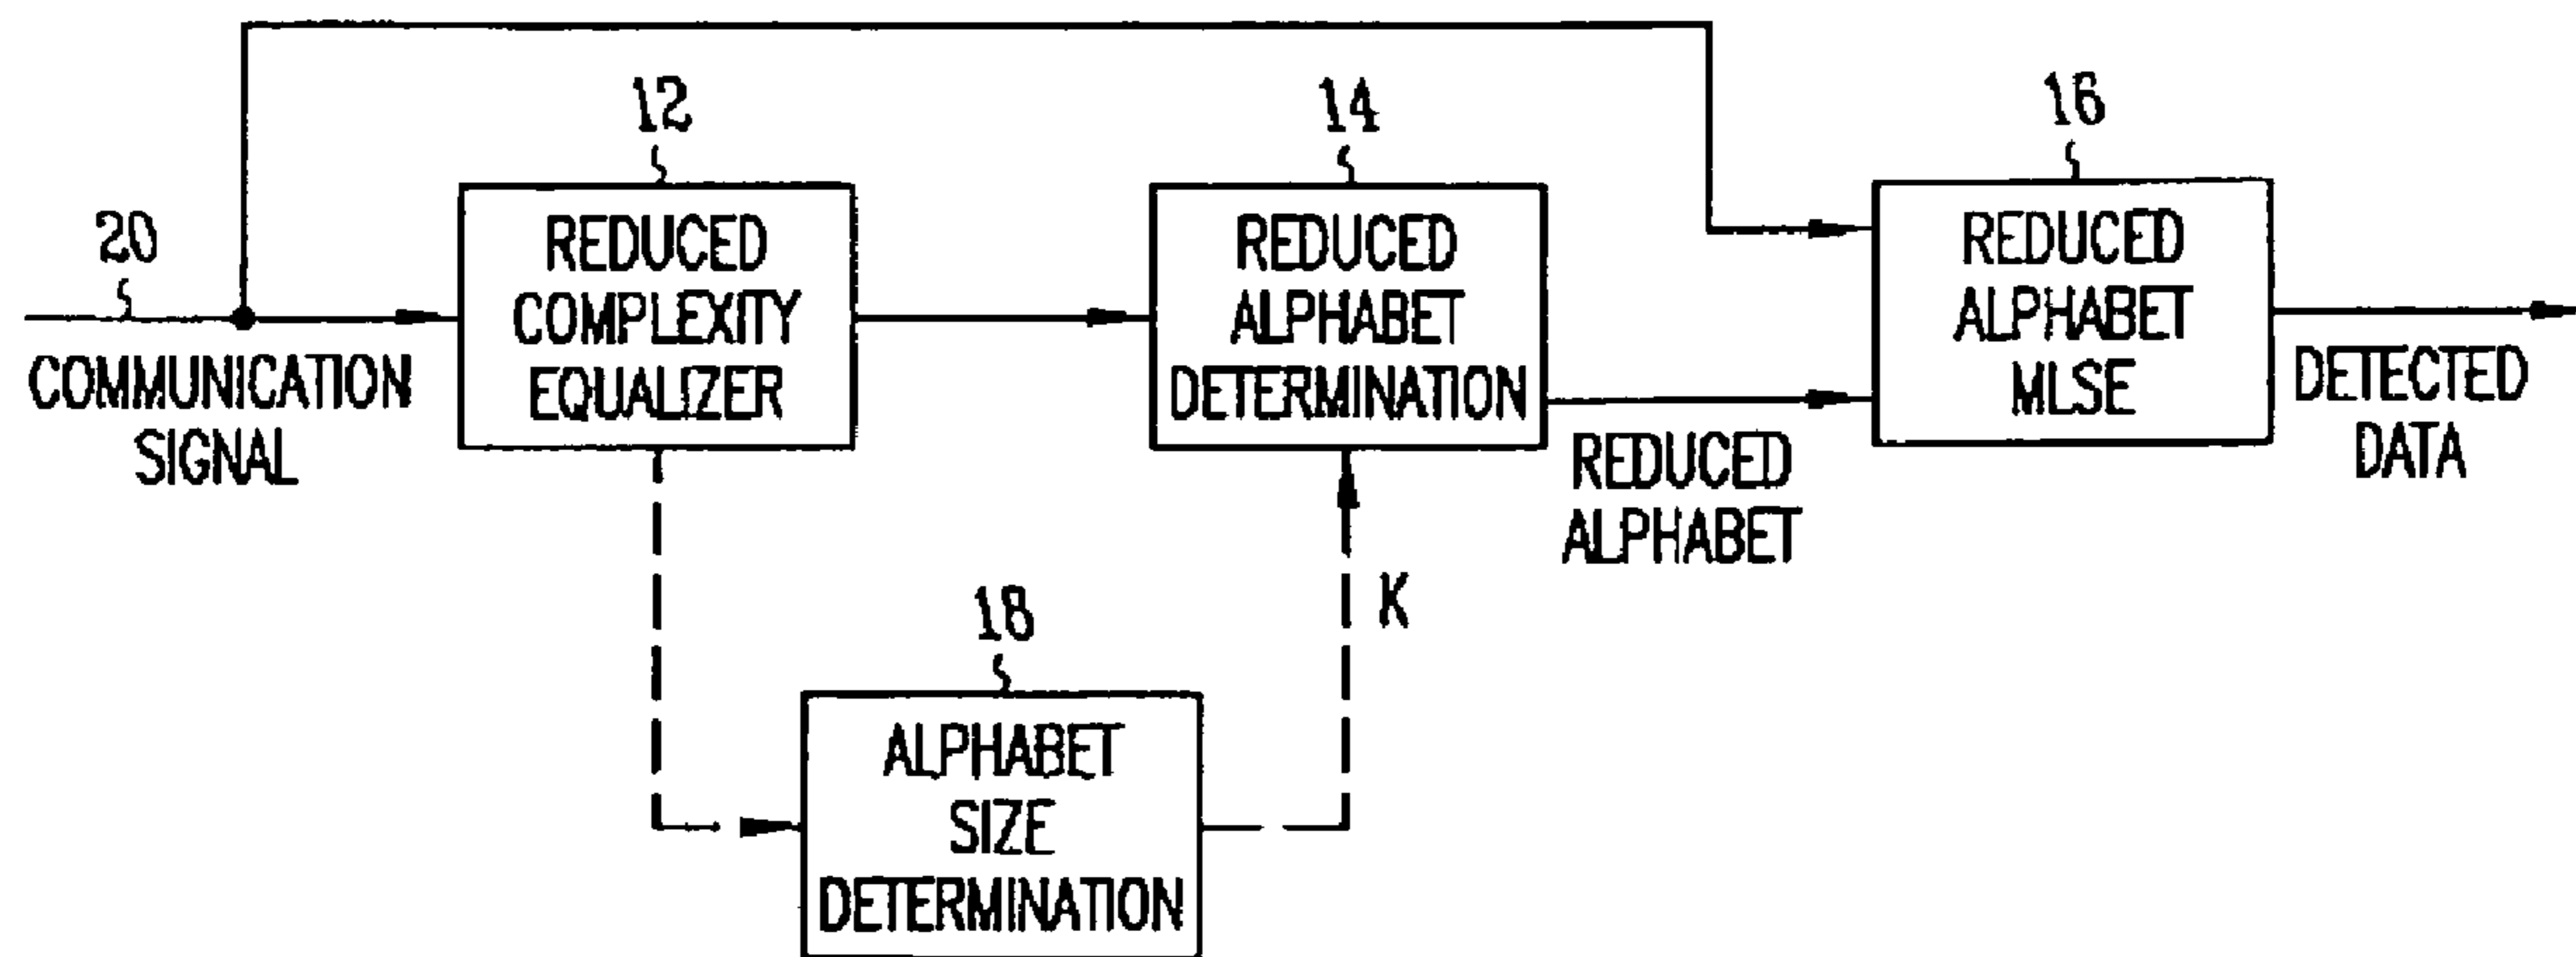 12
14
16
20
REDUCED
COMPLEXITY
EQUALIZER
REDUCED
ALPHABET
DETERMINATION
REDUCED
ALPHABET
MLSE
COMMUNICATION
SIGNAL
DETECTED
DATA
REDUCED
ALPHABET
K
18
ALPHABET
SIZE
DETERMINATION